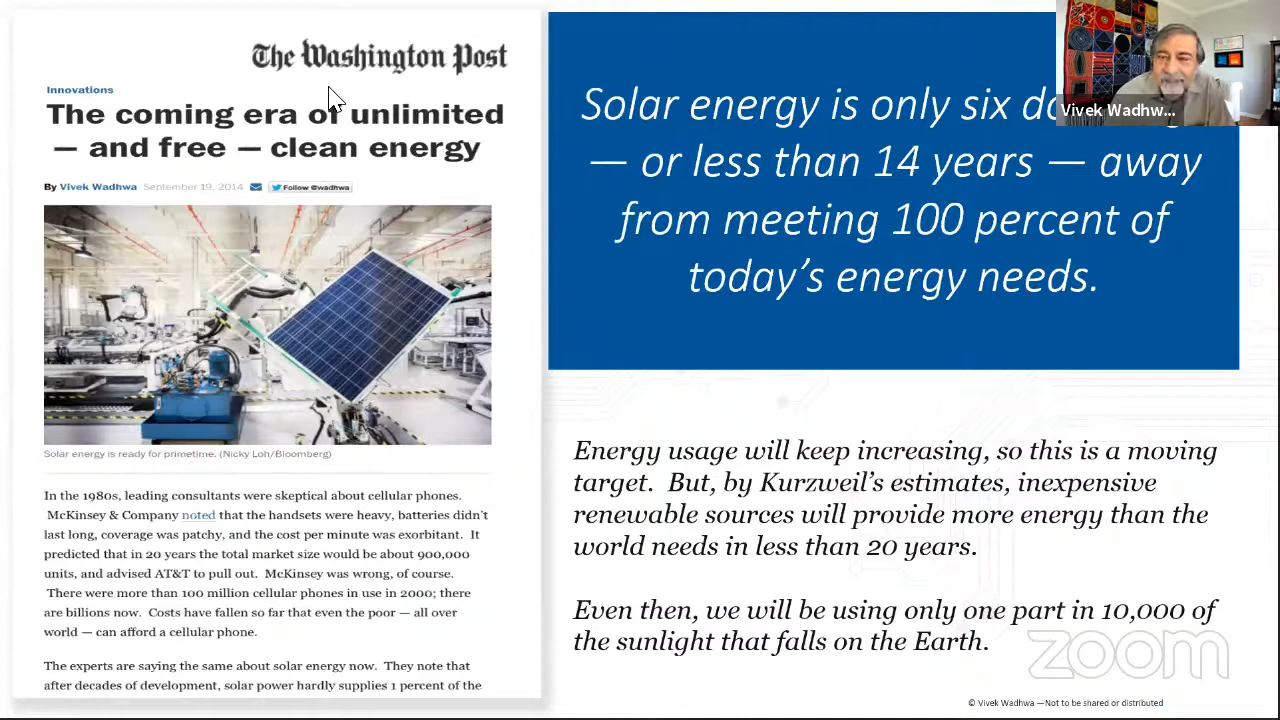 The Washington Post
Innovations
The coming era of unlimited
— and free — clean energy
By Vivek Wadhwa September 19, 2014 Follow @wadhwa
Solar energy is ready for primetime. (Nicky Loh/Bloomberg)
In the 1980s, leading consultants were skeptical about cellular phones.
McKinsey & Company noted that the handsets were heavy, batteries didn't
last long, coverage was patchy, and the cost per minute was exorbitant. It
predicted that in 20 years the total market size would be about 900,000
units, and advised AT&T to pull out. McKinsey was wrong, of course.
There were more than 100 million cellular phones in use in 2000; there
are billions now. Costs have fallen so far that even the poor — all over
world — can afford a cellular phone.
The experts are saying the same about solar energy now. They note that
after decades of development, solar power hardly supplies 1 percent of the
Solar energy is only six
— or less than 14 years — away
from meeting 100 percent of
today's energy needs.
Vivek Wadhw...
Energy usage will keep increasing, so this is a moving
target. But, by Kurzweil's estimates, inexpensive
renewable sources will provide more energy than the
world needs in less than 20 years.
Even then, we will be using only one part in 10,000 of
the sunlight that falls on the Earth.
zoom
© Vivek Wadhwa —Not to be shared or distributed